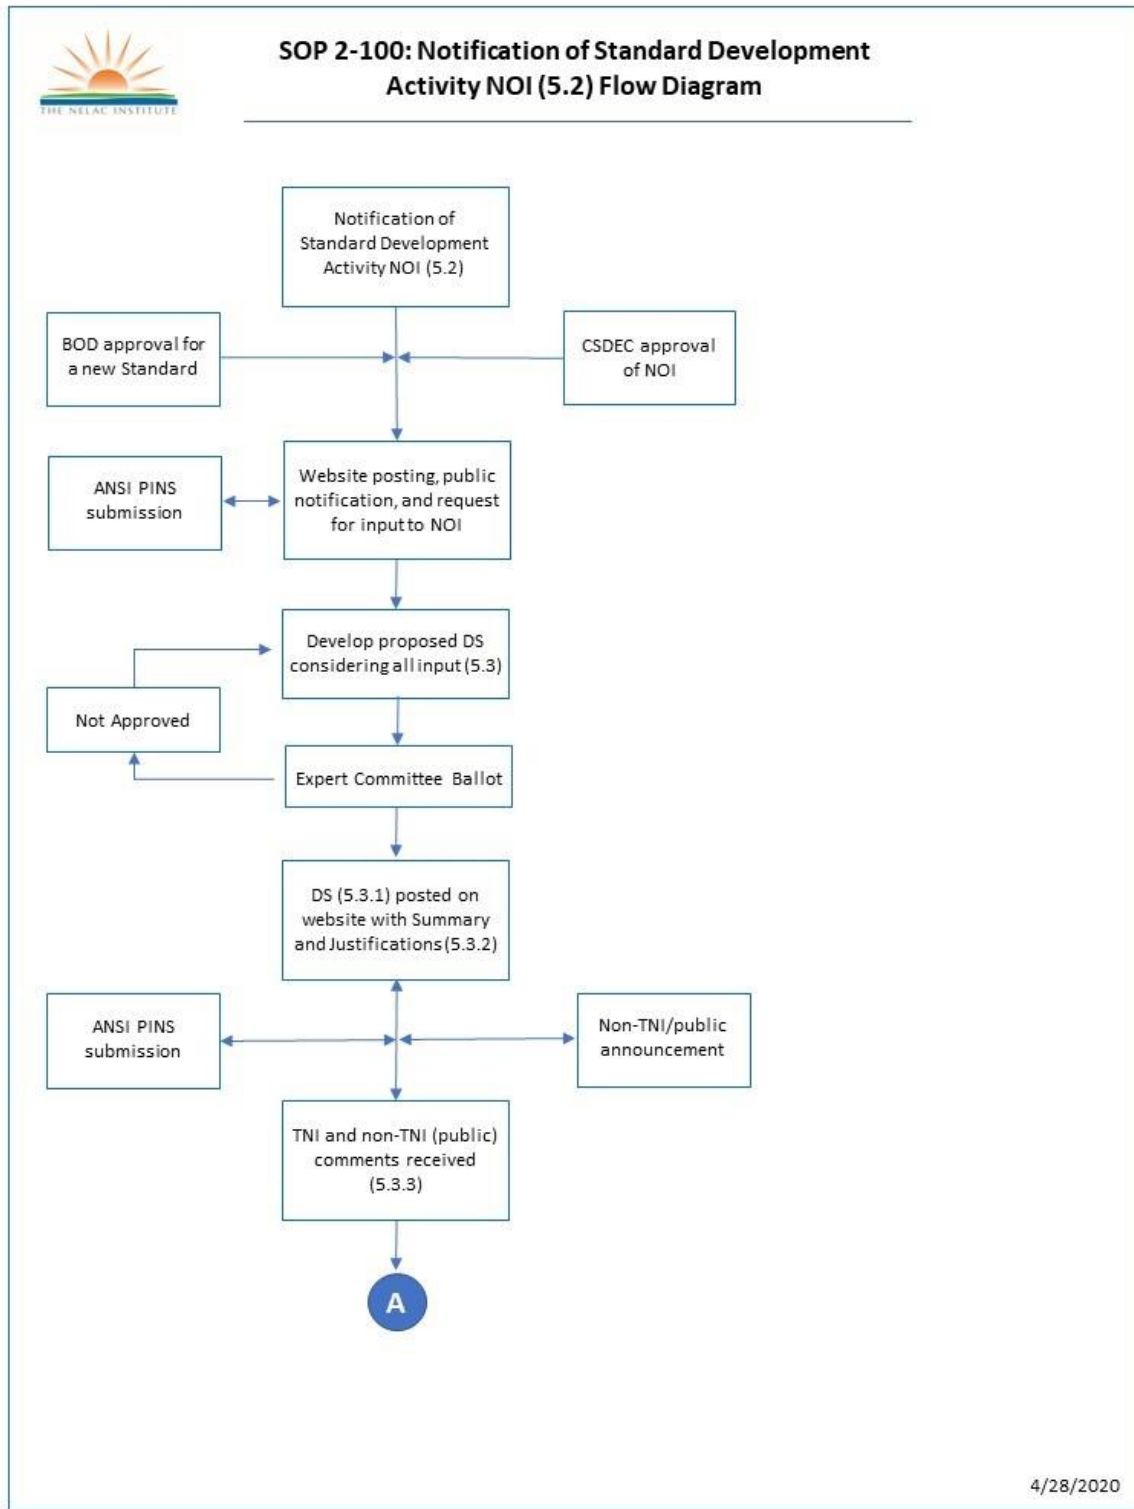 SOP 2-100: Notification of Standard Development
Activity NOI (5.2) Flow Diagram
THE NELAC INSTITUTE
Notification of
Standard Development
Activity NOI (5.2)
BOD approval for
a new Standard
CSDEC approval
of NOI
ANSI PINS
submission
Website posting, public
notification, and request
for input to NOI
Develop proposed DS
considering all input (5.3)
Not Approved
Expert Committee Ballot
DS (5.3.1) posted on
website with Summary
and Justifications (5.3.2)
ANSI PINS
submission
Non-TNI/public
announcement
TNI and non-TNI (public)
comments received
(5.3.3)
A
4/28/2020